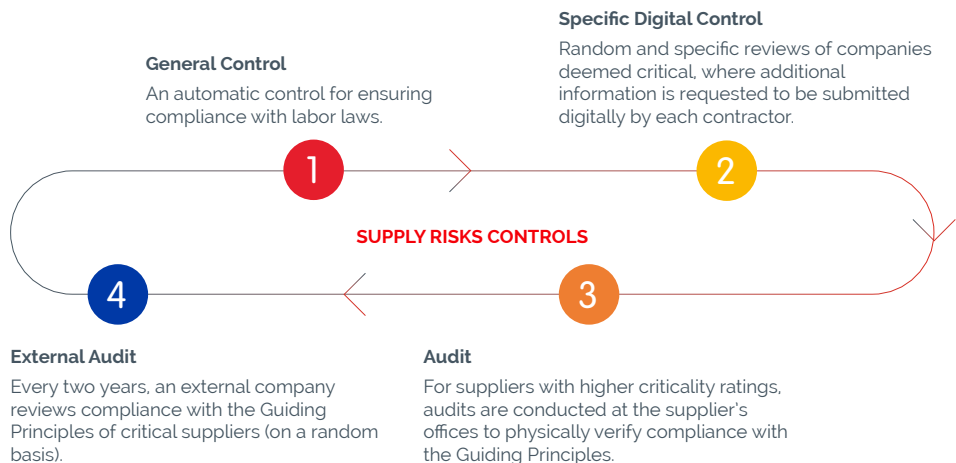 General Control
An automatic control for ensuring
compliance with labor laws.
1
Specific Digital Control
Random and specific reviews of companies
deemed critical, where additional
information is requested to be submitted
digitally by each contractor.
2
SUPPLY RISKS CONTROLS
3
Audit
For suppliers with higher criticality ratings,
audits are conducted at the supplier's
offices to physically verify compliance with
the Guiding Principles.
4
External Audit
Every two years, an external company
reviews compliance with the Guiding
Principles of critical suppliers (on a random
basis).